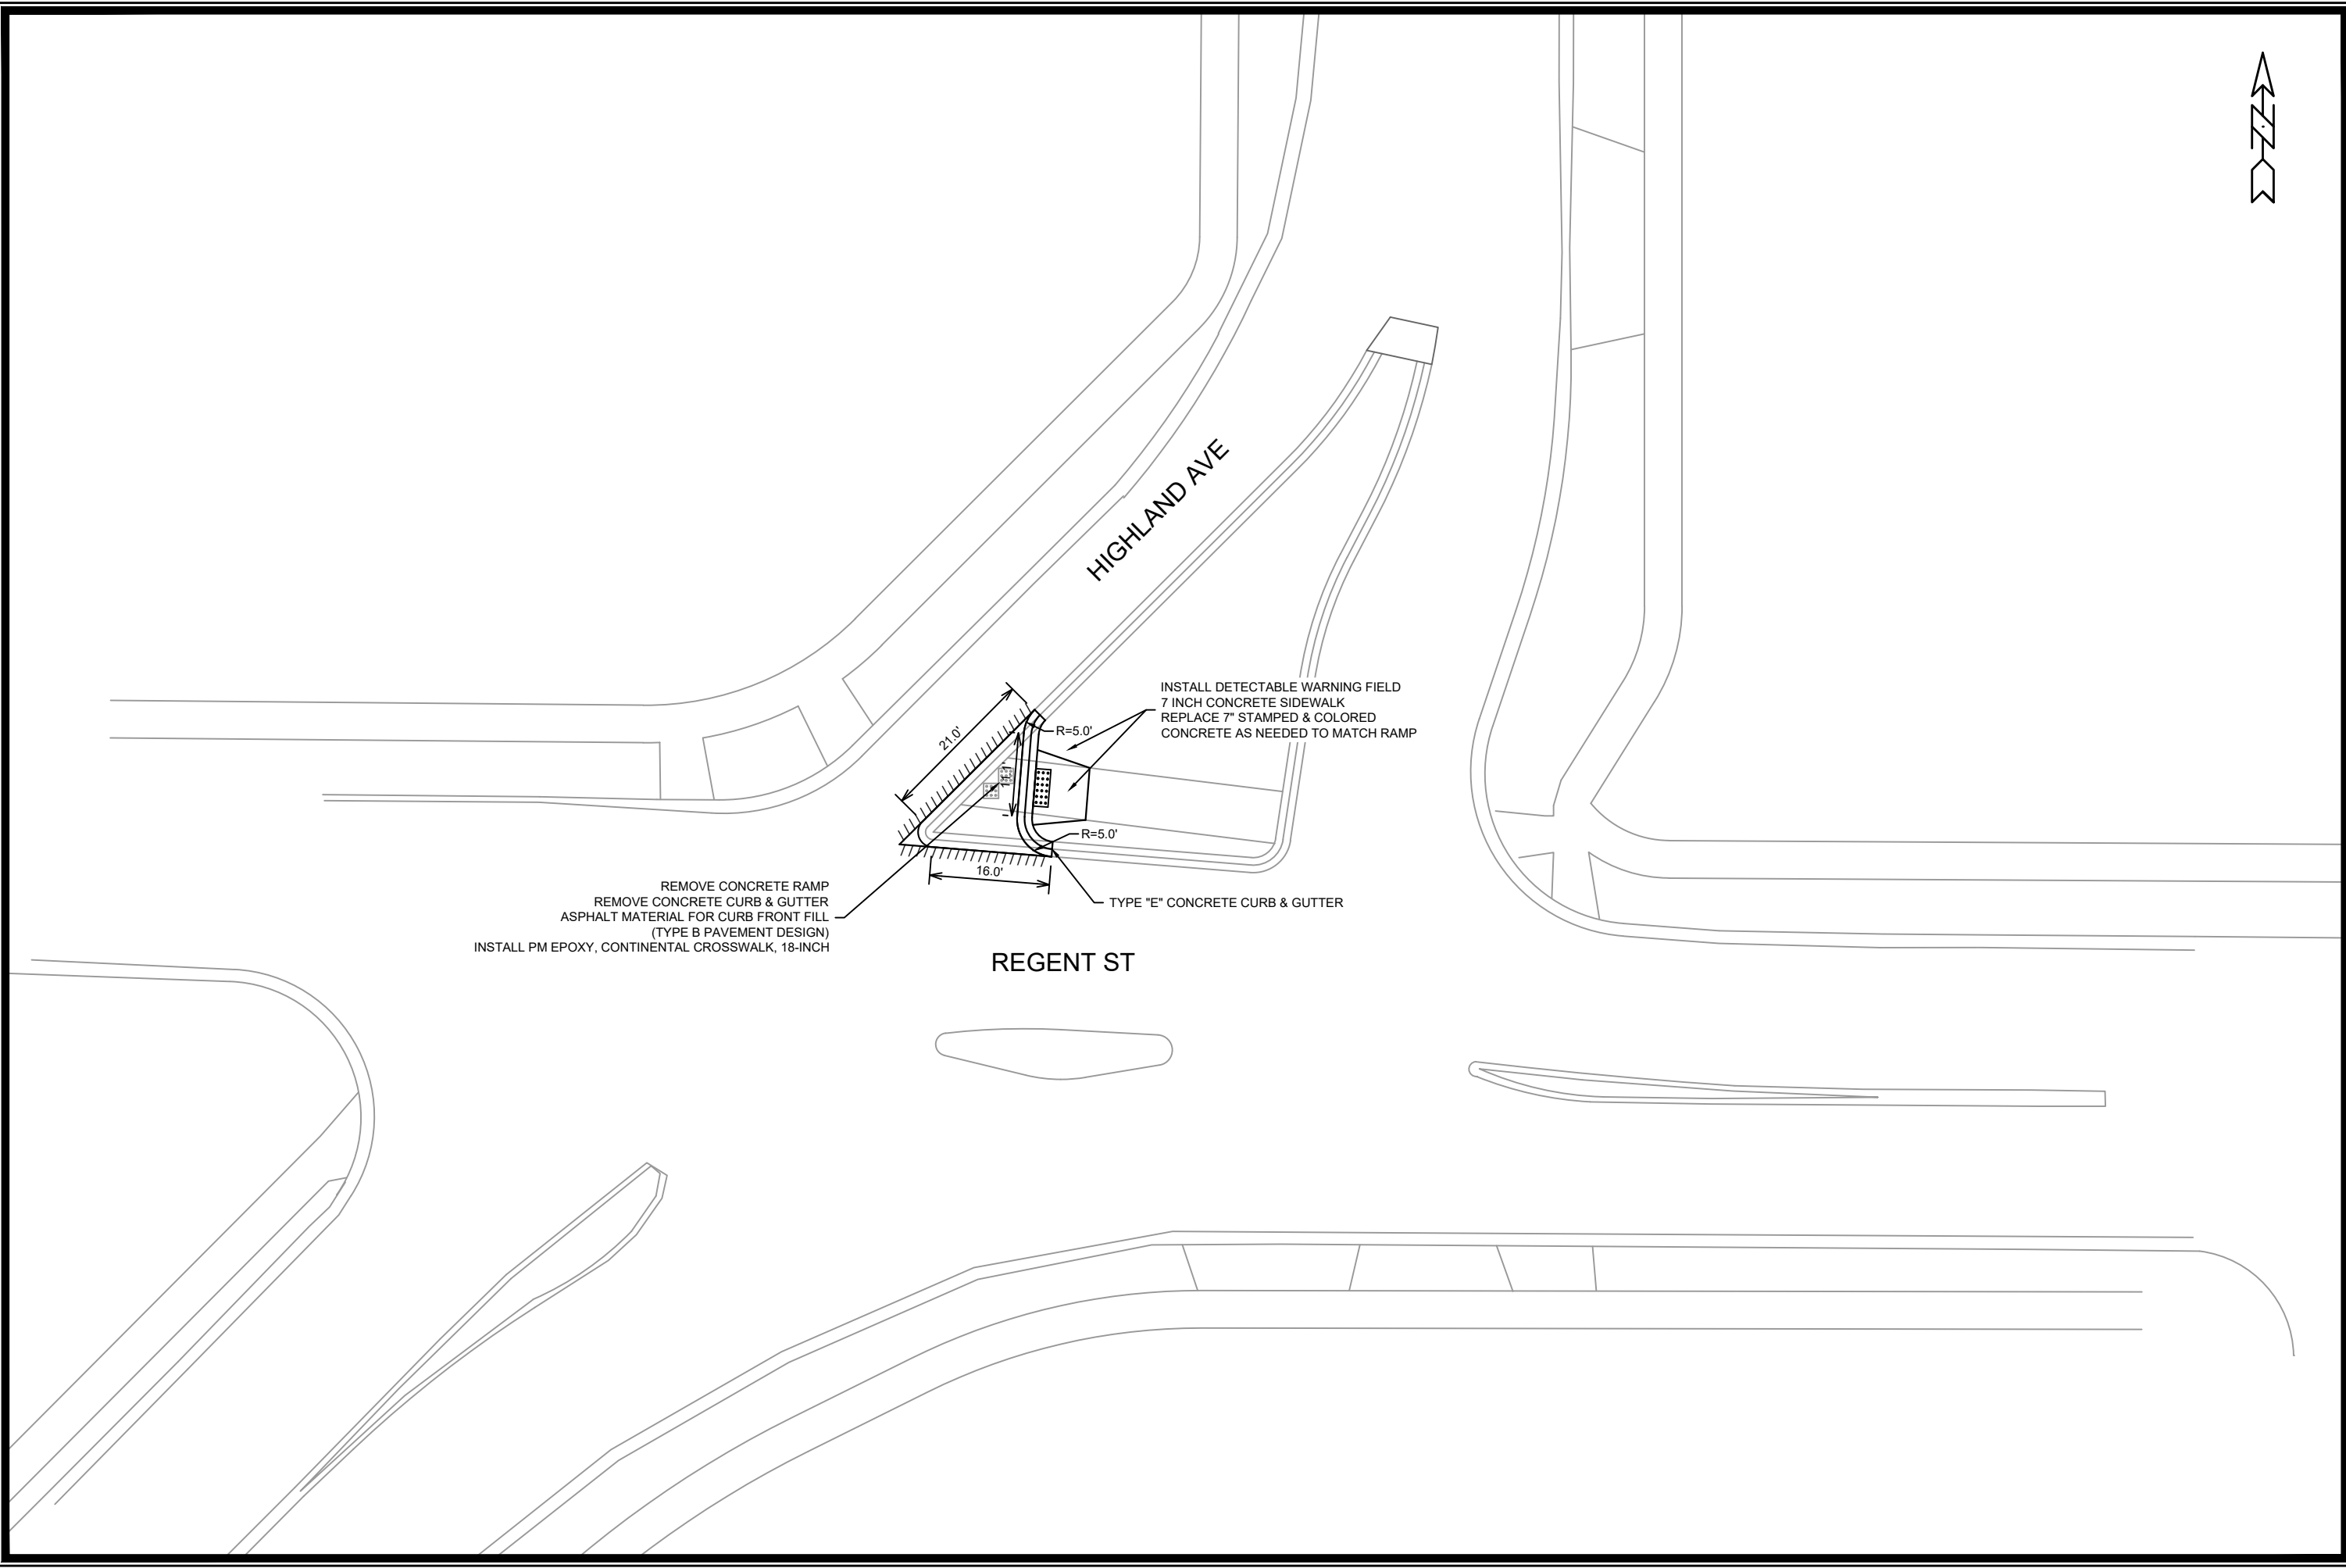 N
HIGHLAND AVE
INSTALL DETECTABLE WARNING FIELD
7 INCH CONCRETE SIDEWALK
REPLACE 7" STAMPED & COLORED
CONCRETE AS NEEDED TO MATCH RAMP
21.0'
R=5.0'
R=5.0'
16.0'
REMOVE CONCRETE RAMP
REMOVE CONCRETE CURB & GUTTER
ASPHALT MATERIAL FOR CURB FRONT FILL
(TYPE B PAVEMENT DESIGN)
INSTALL PM EPOXY, CONTINENTAL CROSSWALK, 18-INCH
TYPE "E" CONCRETE CURB & GUTTER
REGENT ST